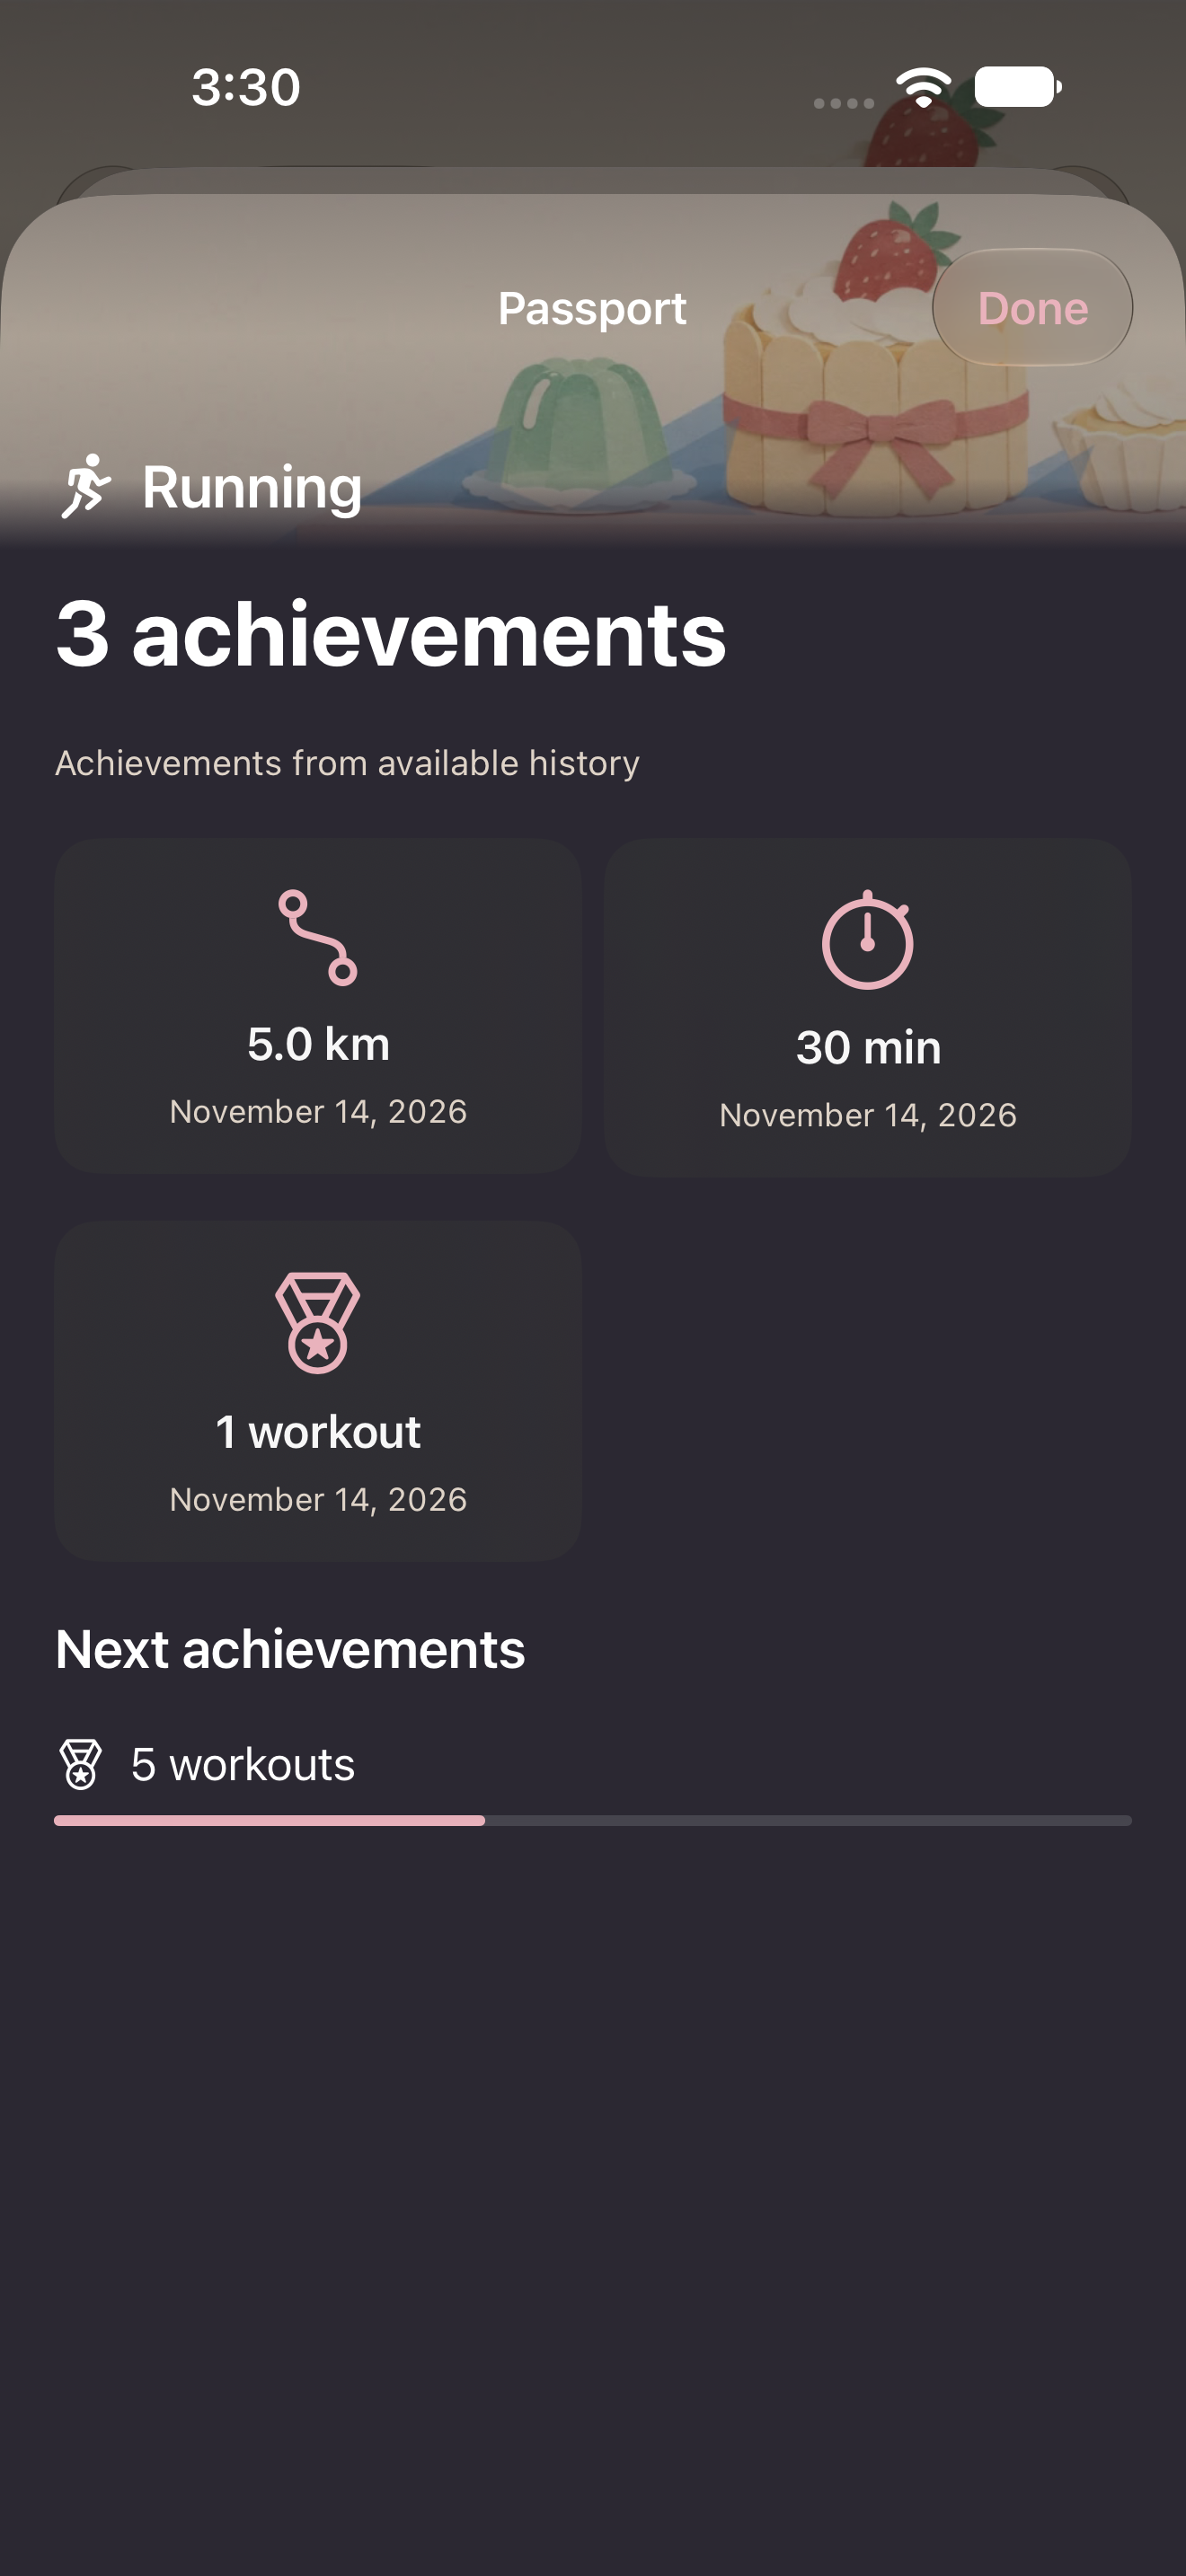 3:30
Passport
Done
Running
3 achievements
Achievements from available history
5.0 km
November 14, 2026
30 min
November 14, 2026
1 workout
November 14, 2026
Next achievements
5 workouts